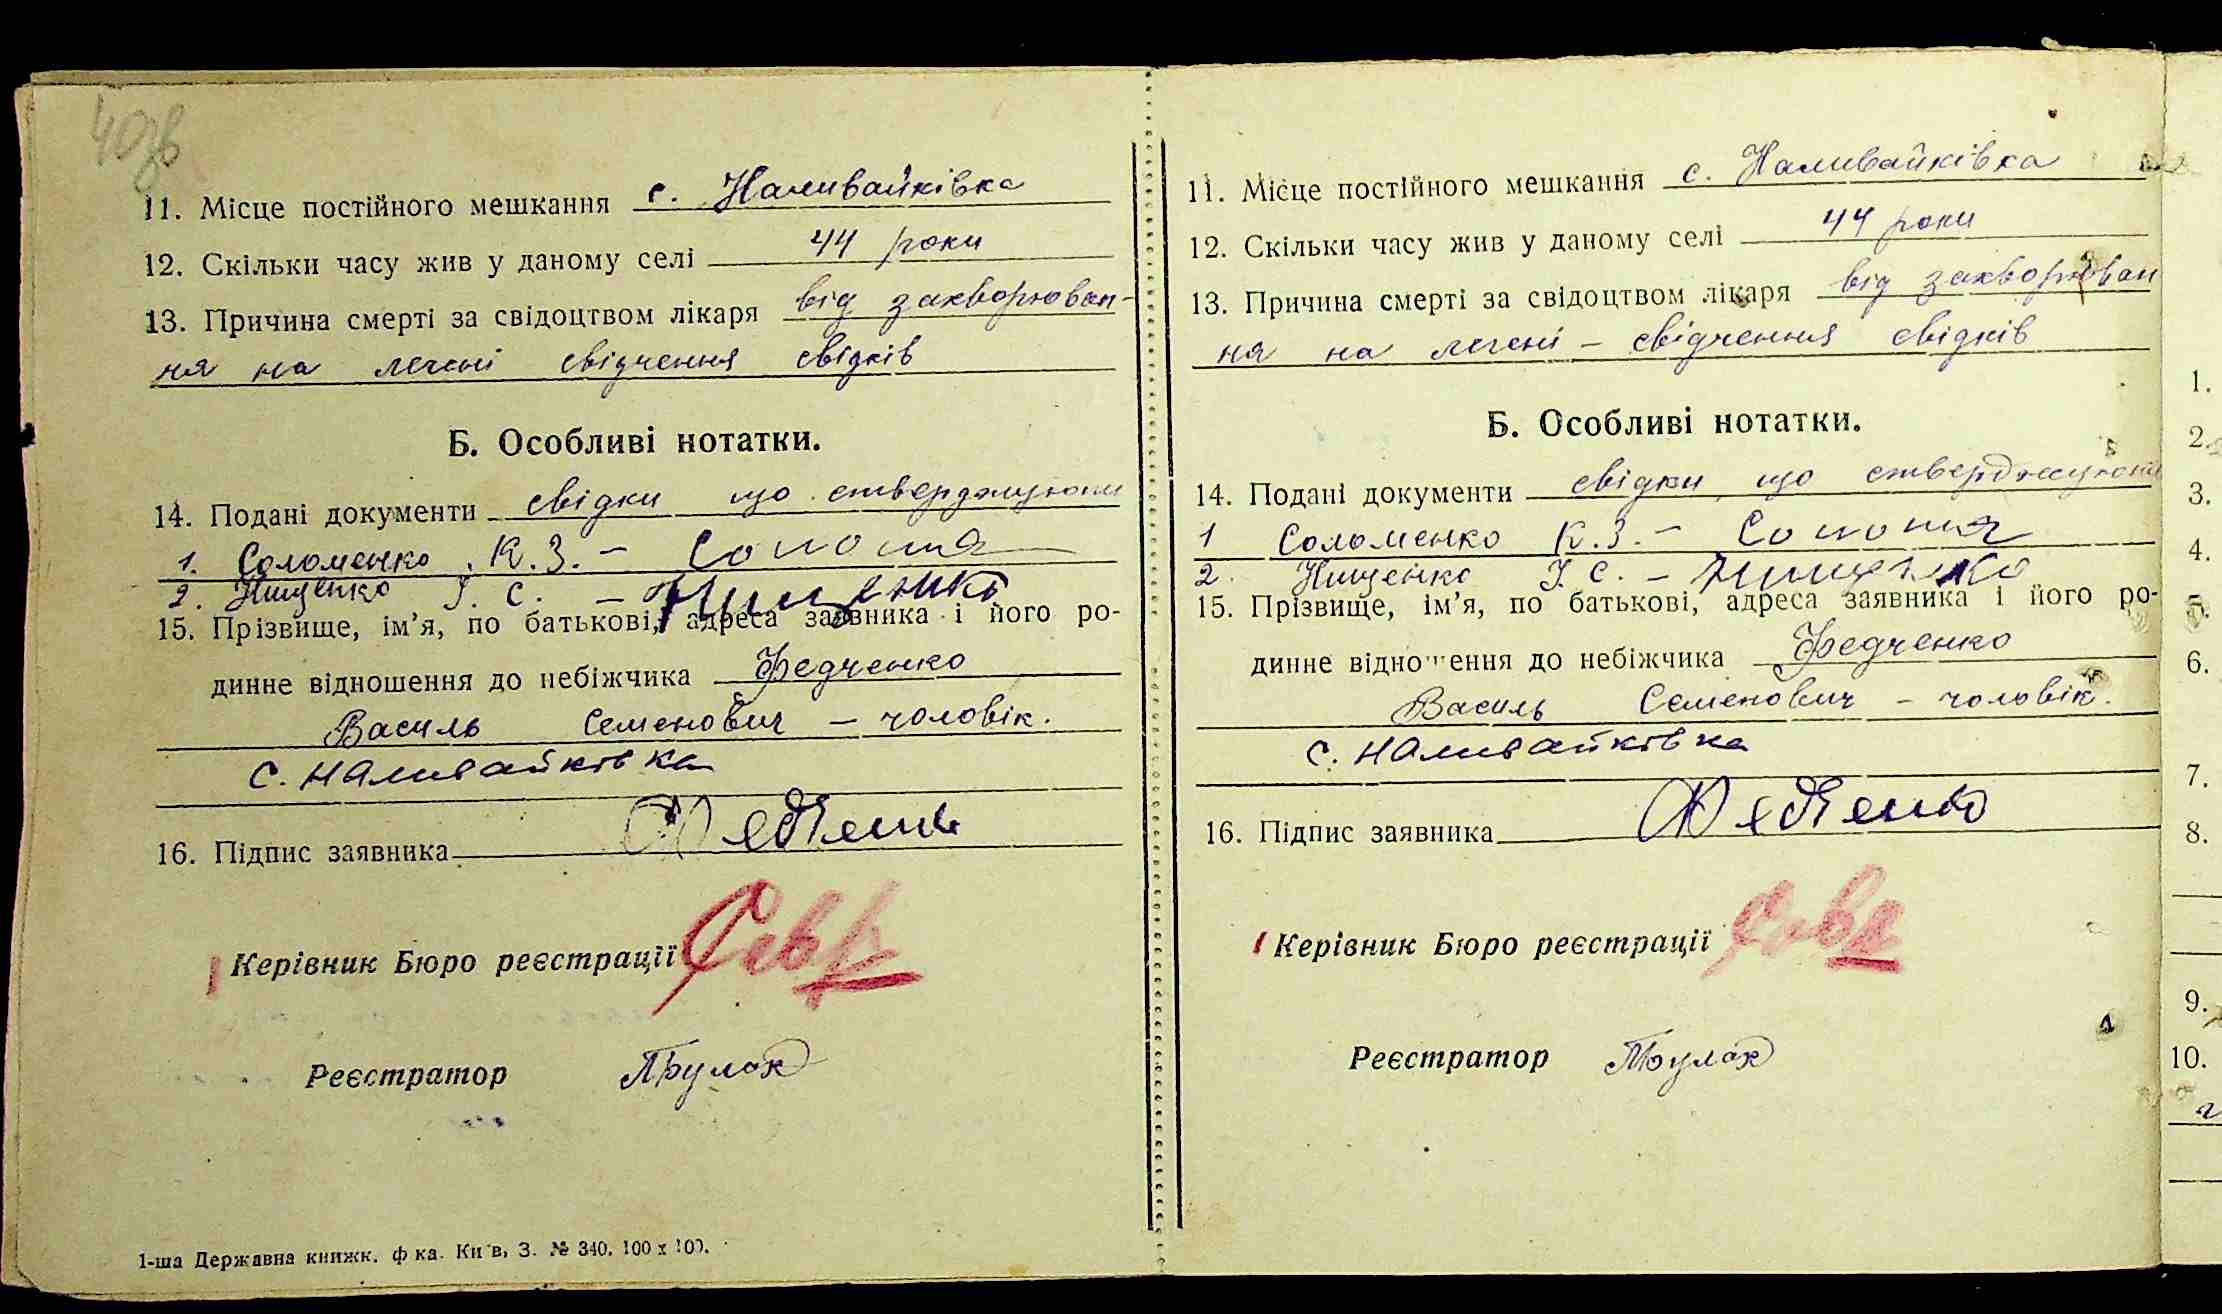 40зв
11. Місце постійного мешкання с. Наливайківка
12. Скільки часу жив у даному селі 44 роки
13. Причина смерті за свідоцтвом лікаря від захворюван-
ня на легені свідчення свідків
Б. Особливі нотатки.
14. Подані документи свідки що стверджують
1. Соломенко К.З. –
2. Нищенко І. С. – Нищенко
15. Прізвище, ім'я, по батькові, адреса заявника і його ро-
динне відношення до небіжчика Федченко
Василь Семенович – чоловік.
с. Наливайківка
16. Підпис заявника
Керівник Бюро реєстрації
Реєстратор
1-ша Державна книжк. ф ка. Ки в, З. № 340. 100 х 100.
11. Місце постійного мешкання с. Наливайківка
12. Скільки часу жив у даному селі 44 роки
13. Причина смерті за свідоцтвом лікаря від захворюван
ня на легені – свідчення свідків
Б. Особливі нотатки.
14. Подані документи свідки що стверджують
1 Соломенко К.З. –
2. Нищенко І. С. – Нищенко
15. Прізвище, ім'я, по батькові, адреса заявника і його ро-
динне відношення до небіжчика Федченко
Василь Семенович – чоловік.
с. Наливайківка
16. Підпис заявника
Керівник Бюро реєстрації
Реєстратор
1.
2.
3.
4.
5.
6.
7.
8.
9.
10.